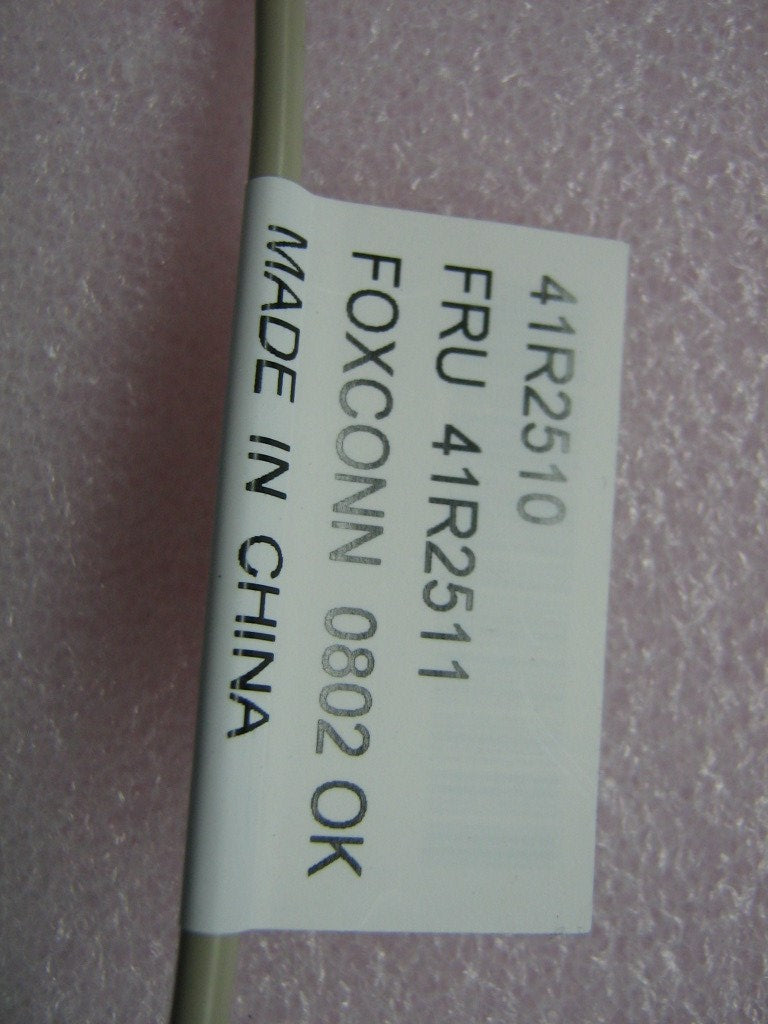 41R2510
FRU 41R2511
FOXCONN 0802 OK
MADE IN CHINA